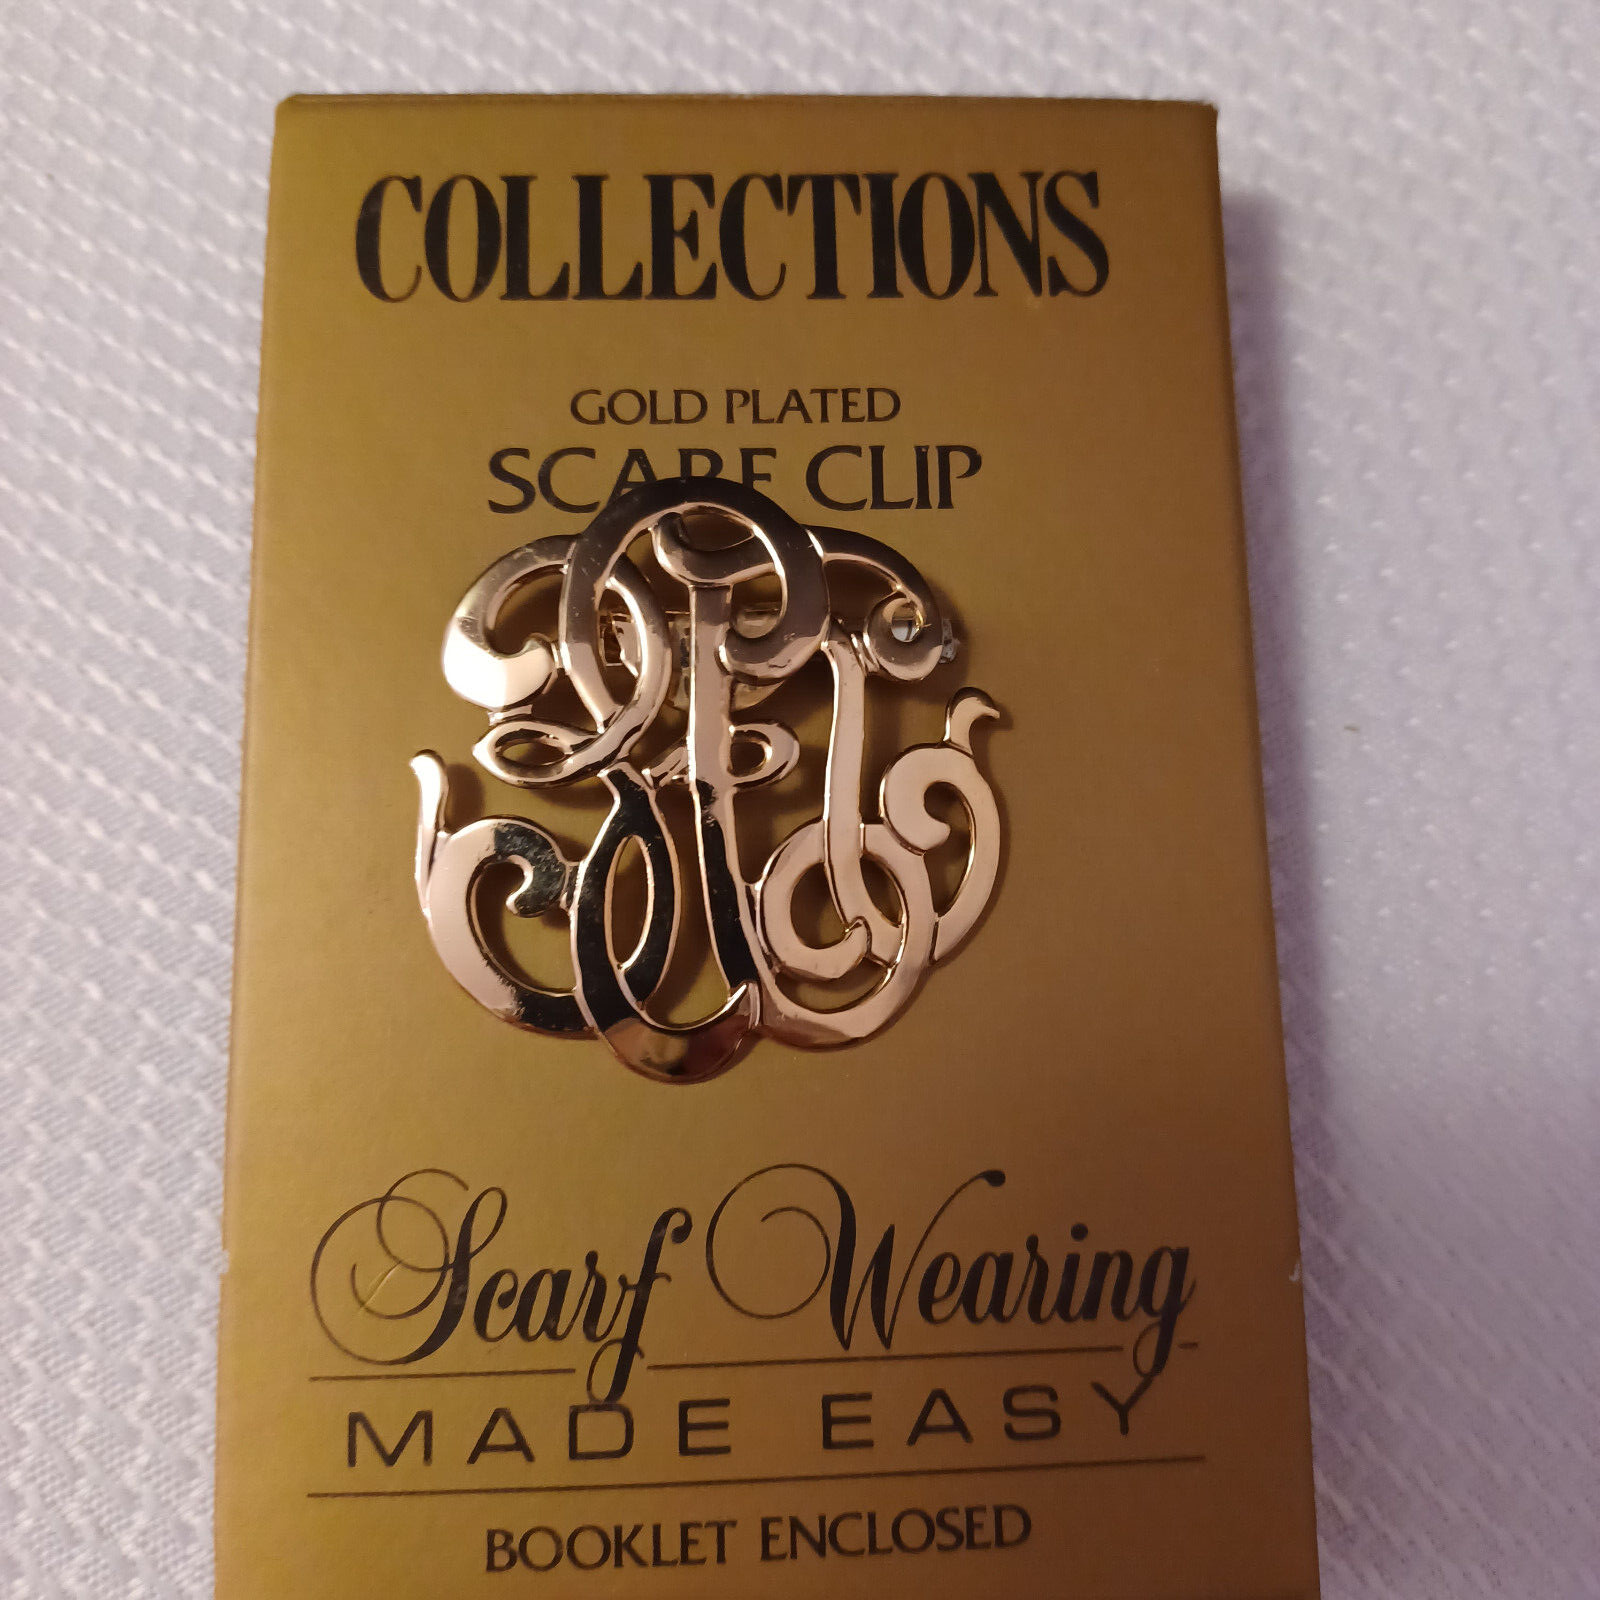 COLLECTIONS
GOLD PLATED
SCARF CLIP
Scarf Wearing
MADE EASY
BOOKLET ENCLOSED